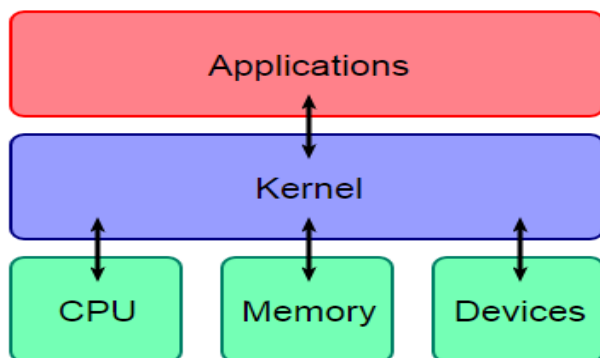 Applications
Kernel
CPU
Memory
Devices